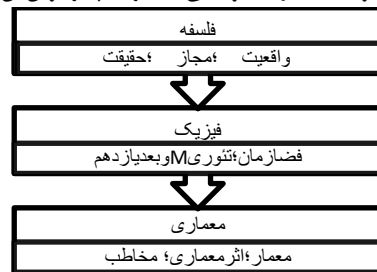 فلسفه
واقعیت ؛مجاز ؛حقیقت
فیزیک
فضازمان؛تئوریMوبعدیازدهم
معماری
معمار؛اثرمعماری؛ مخاطب